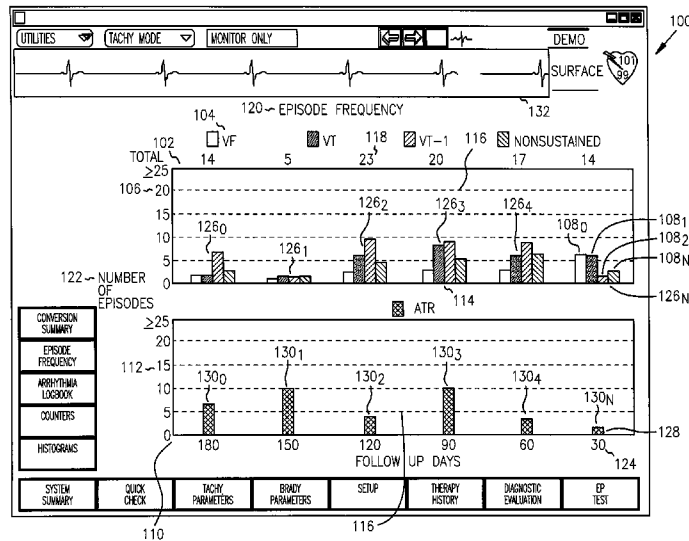 100
UTILITIES TACHY MODE MONITOR ONLY DEMO
SURFACE 101 99
132
120 EPISODE FREQUENCY
104
VF VT VT-1 NONSUSTAINED
102 118 116
TOTAL 14 5 23 20 17 14
≥25
106 20
15
10
5
0
126₀ 126₁ 126₂ 126₃ 126₄ 108₀ 108₁
108₂
108N
126N
114
122 NUMBER OF EPISODES
ATR
≥25
20
112 15
10
5
0
130₀ 130₁ 130₂ 130₃ 130₄ 130N
128
180 150 120 90 60 30
FOLLOW UP DAYS 124
CONVERSION SUMMARY
EPISODE FREQUENCY
ARRHYTHMIA LOGBOOK
COUNTERS
HISTOGRAMS
SYSTEM SUMMARY
QUICK CHECK
TACHY PARAMETERS
BRADY PARAMETERS
SETUP
THERAPY HISTORY
DIAGNOSTIC EVALUATION
EP TEST
110 116